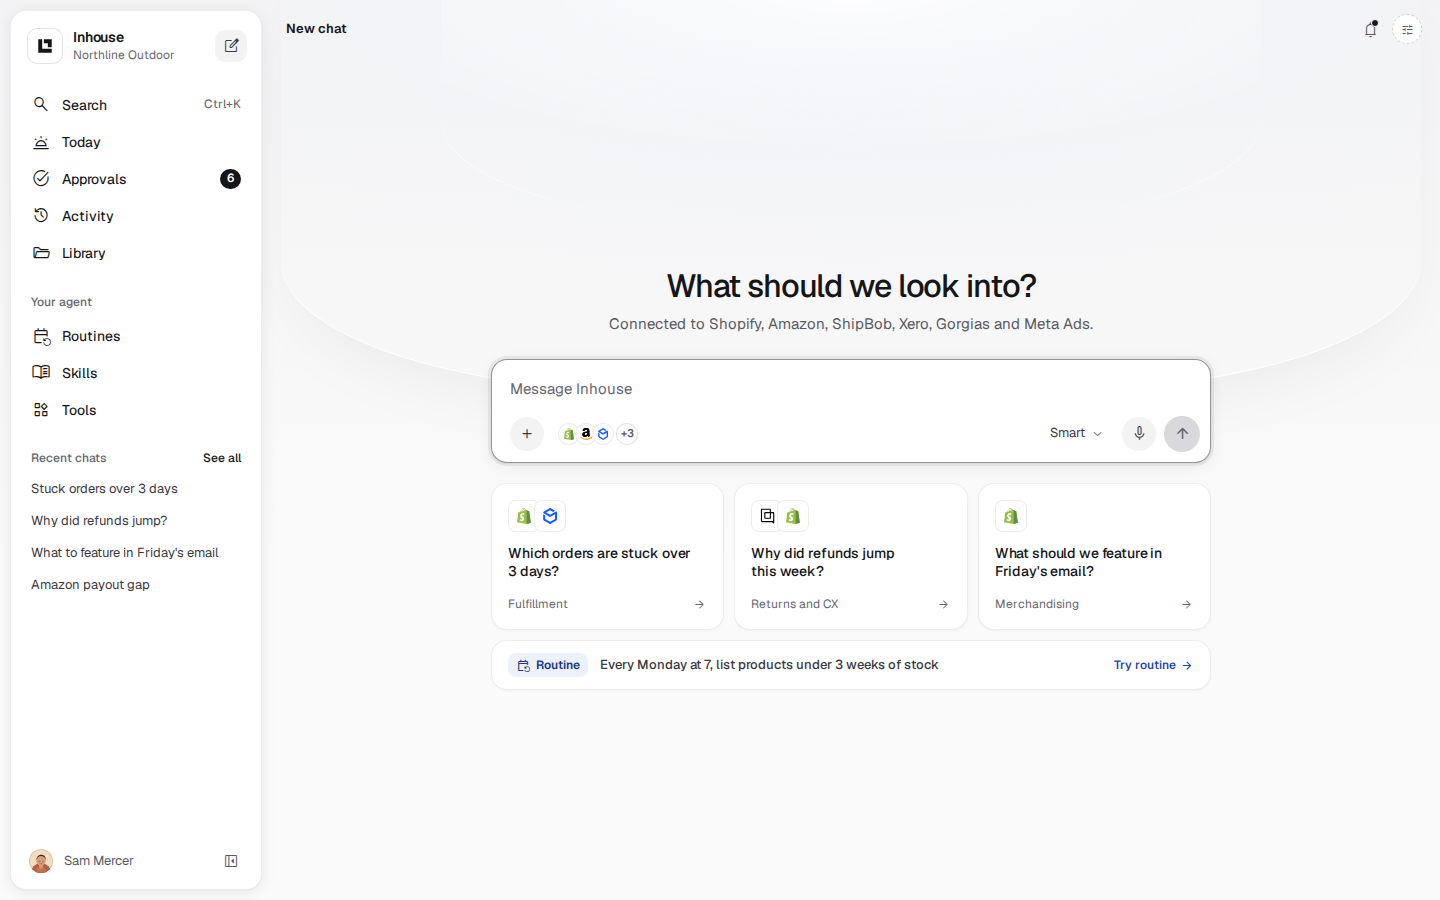 Inhouse
Northline Outdoor
Search
Ctrl+K
Today
Approvals
6
Activity
Library
Your agent
Routines
Skills
Tools
Recent chats
See all
Stuck orders over 3 days
Why did refunds jump?
What to feature in Friday's email
Amazon payout gap
Sam Mercer
New chat
What should we look into?
Connected to Shopify, Amazon, ShipBob, Xero, Gorgias and Meta Ads.
Message Inhouse
+3
Smart
Which orders are stuck over
3 days?
Fulfillment
Why did refunds jump
this week?
Returns and CX
What should we feature in
Friday's email?
Merchandising
Routine
Every Monday at 7, list products under 3 weeks of stock
Try routine